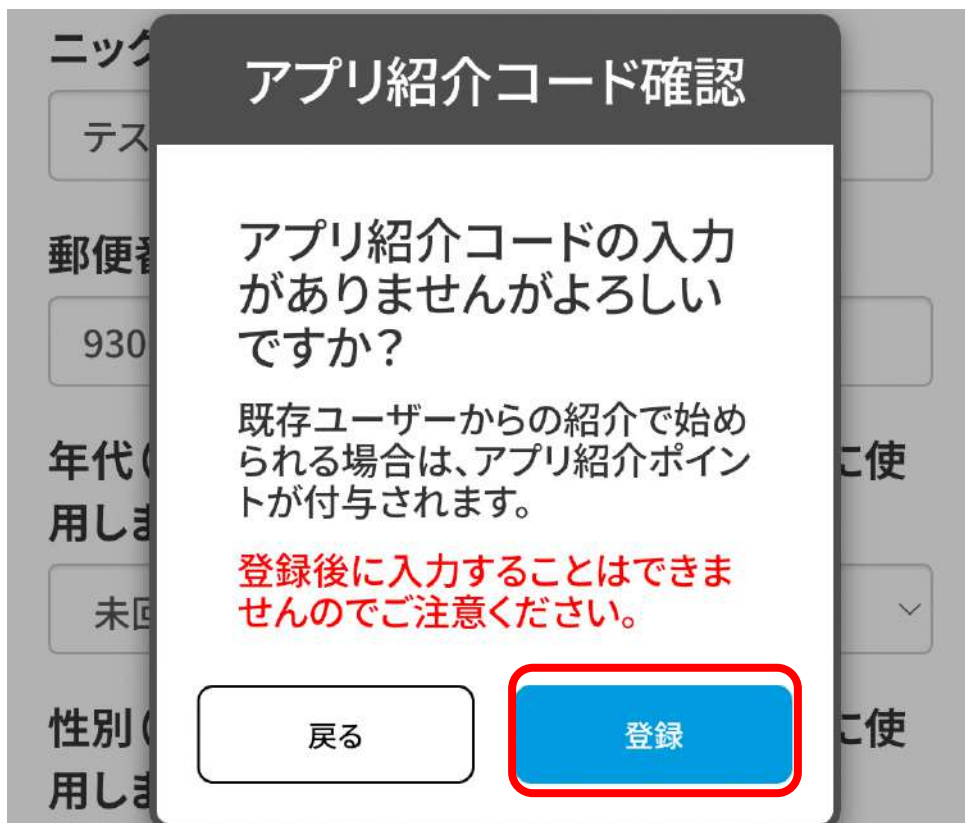 ニック
アプリ紹介コード確認
テス
アプリ紹介コードの入力
がありませんがよろしい
ですか？
郵便番
930
既存ユーザーからの紹介で始め
られる場合は、アプリ紹介ポイン
トが付与されます。
年代(
に使
用しま
登録後に入力することはできま
せんのでご注意ください。
未回
戻る
登録
性別(
に使
用しま